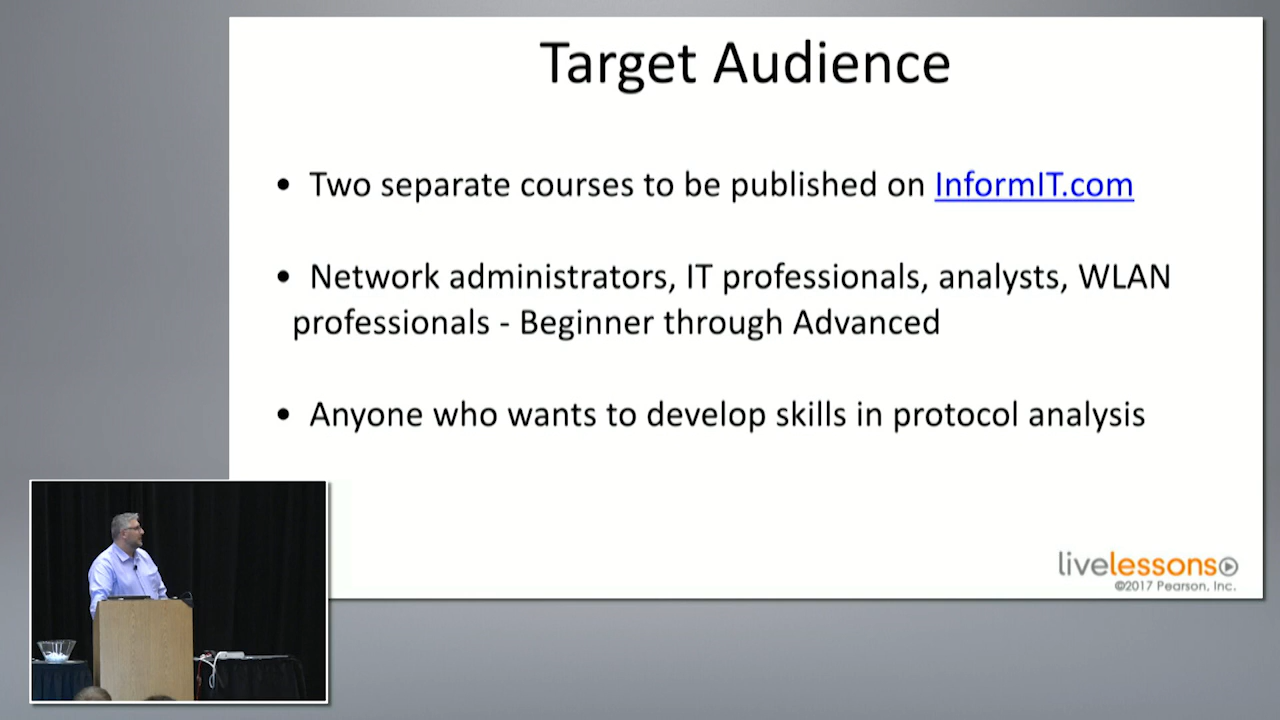 Target Audience
• Two separate courses to be published on InformIT.com
• Network administrators, IT professionals, analysts, WLAN
professionals - Beginner through Advanced
• Anyone who wants to develop skills in protocol analysis
livelessons
©2017 Pearson, Inc.